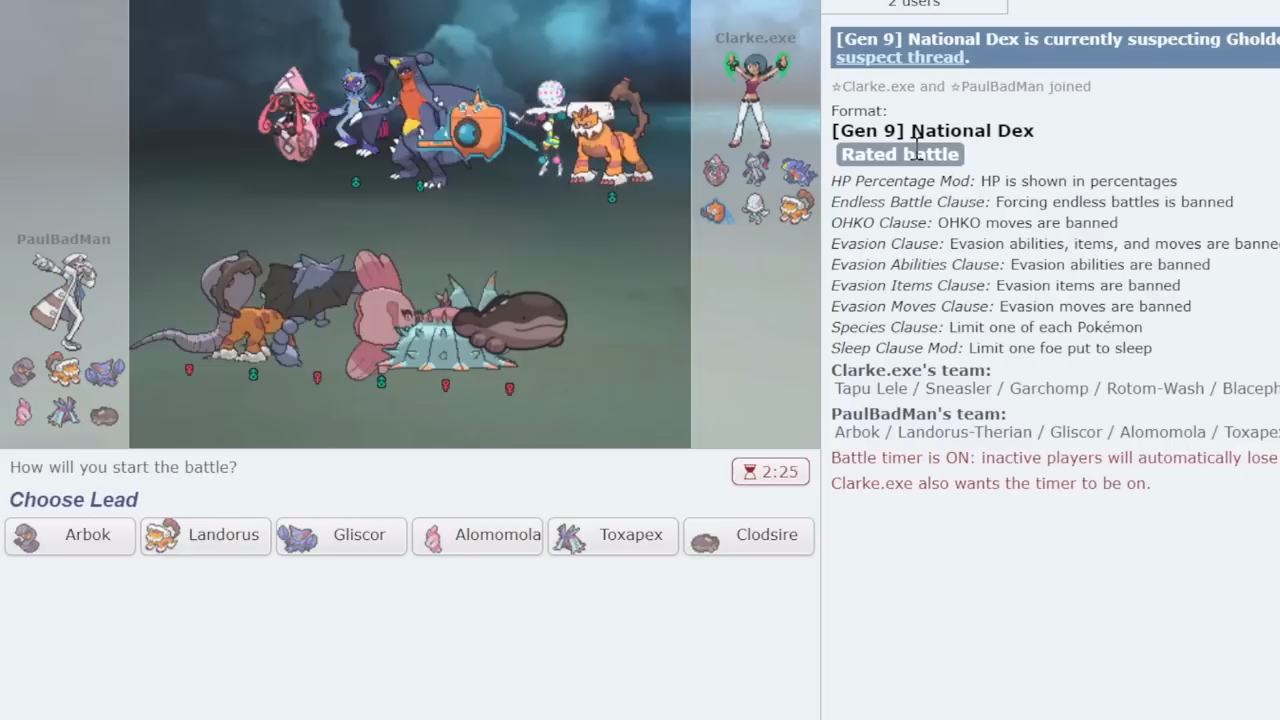 2 users
Clarke.exe
[Gen 9] National Dex is currently suspecting Gholde
suspect thread.
☆Clarke.exe and ☆PaulBadMan joined
Format:
[Gen 9] National Dex
Rated battle
HP Percentage Mod: HP is shown in percentages
Endless Battle Clause: Forcing endless battles is banned
OHKO Clause: OHKO moves are banned
Evasion Clause: Evasion abilities, items, and moves are banne
PaulBadMan
Evasion Abilities Clause: Evasion abilities are banned
Evasion Items Clause: Evasion items are banned
Evasion Moves Clause: Evasion moves are banned
Species Clause: Limit one of each Pokémon
Sleep Clause Mod: Limit one foe put to sleep
Clarke.exe's team:
Tapu Lele / Sneasler / Garchomp / Rotom-Wash / Blaceph
PaulBadMan's team:
Arbok / Landorus-Therian / Gliscor / Alomomola / Toxapex
Battle timer is ON: inactive players will automatically lose
Clarke.exe also wants the timer to be on.
How will you start the battle?
2:25
Choose Lead
Arbok
Landorus
Gliscor
Alomomola
Toxapex
Clodsire